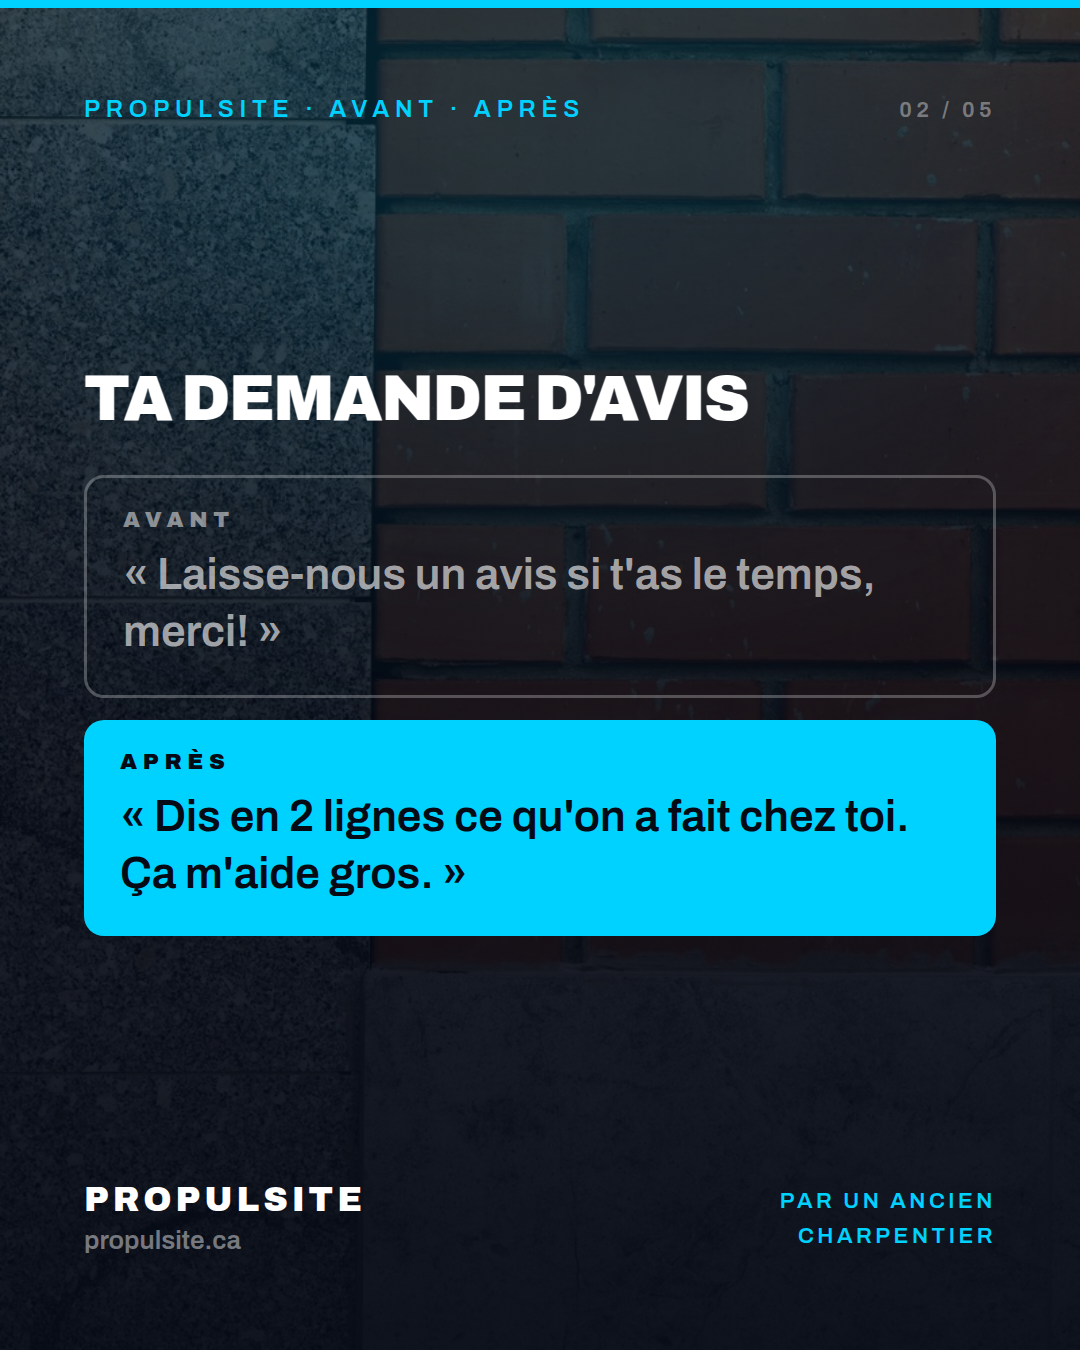 PROPULSITE · AVANT · APRÈS
02 / 05
TA DEMANDE D'AVIS
AVANT
« Laisse-nous un avis si t'as le temps,
merci! »
APRÈS
« Dis en 2 lignes ce qu'on a fait chez toi.
Ça m'aide gros. »
PROPULSITE
propulsite.ca
PAR UN ANCIEN
CHARPENTIER